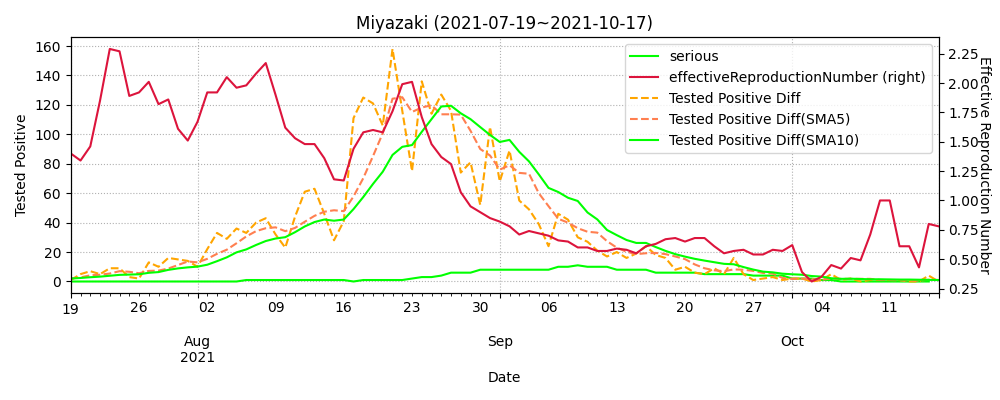 Miyazaki (2021-07-19~2021-10-17)
serious
effectiveReproductionNumber (right)
Tested Positive Diff
Tested Positive Diff(SMA5)
Tested Positive Diff(SMA10)
Tested Positive
160
140
120
100
80
60
40
20
0
Effective Reproduction Number
2.25
2.00
1.75
1.50
1.25
1.00
0.75
0.50
0.25
19 26 02 09 16 23 30 06 13 20 27 04 11
Aug Sep Oct
2021
Date